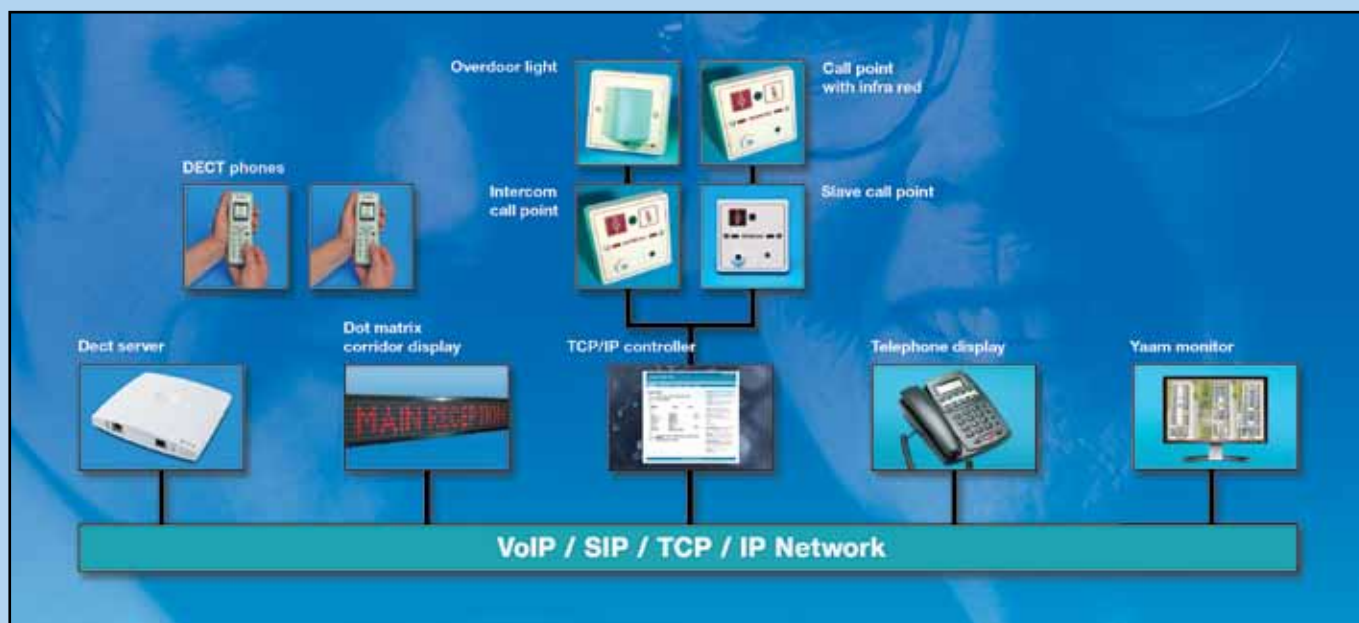 Overdoor light
Call point
with infra red
DECT phones
Intercom
call point
Slave call point
Dect server
Dot matrix
corridor display
TCP/IP controller
Telephone display
Yaam monitor
MAIN RECEPTION
VoIP / SIP / TCP / IP Network